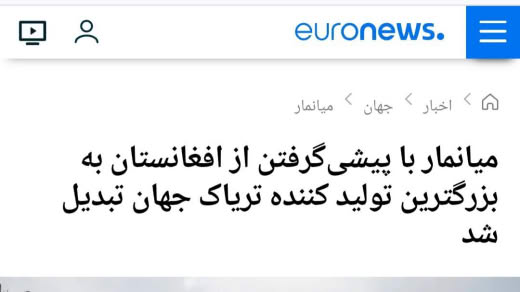 euronews.
اخبار > جهان > میانمار
میانمار با پیشی‌گرفتن از افغانستان به
بزرگترین تولید کننده تریاک جهان تبدیل
شد